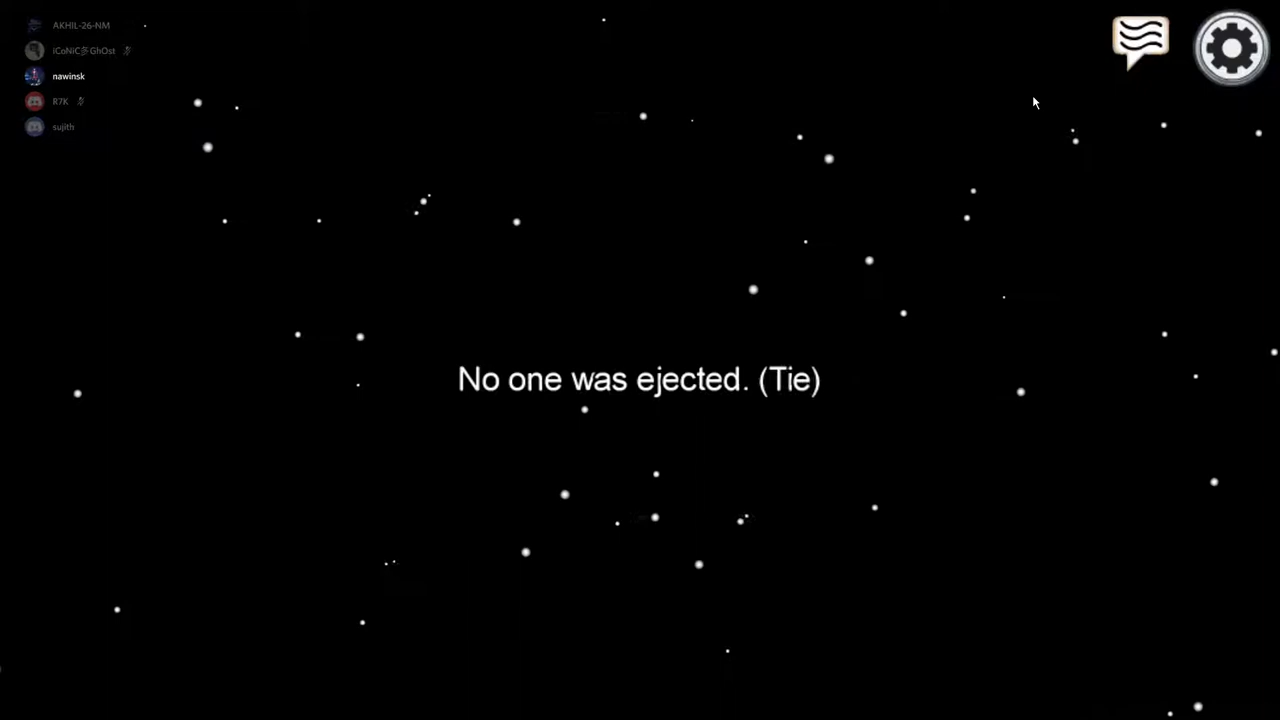 AKHIL-26-NM
iCoNiC彡GhOst
nawinsk
R7K
sujith
No one was ejected. (Tie)